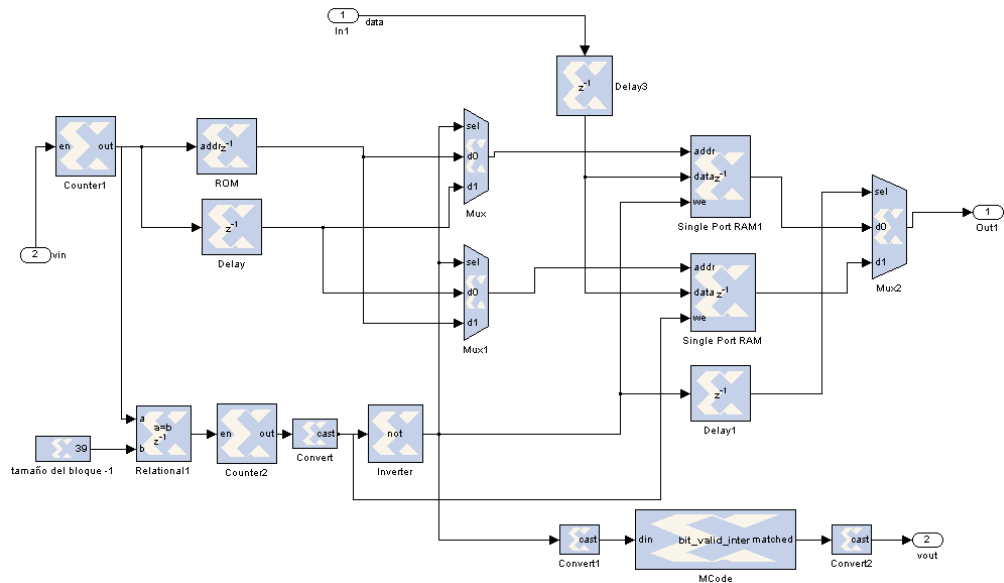 1
In1
data
z-1
Delay3
en out
Counter1
addr z-1
ROM
sel
d0
d1
Mux
addr
data z-1
we
Single Port RAM1
sel
d0
d1
Mux2
1
Out1
2
vin
z-1
Delay
sel
d0
d1
Mux1
addr
data z-1
we
Single Port RAM
z-1
Delay1
a
b
a=b
z-1
Relational1
39
tamaño del bloque -1
en out
Counter2
cast
Convert
not
Inverter
cast
Convert1
din bit_valid_inter matched
MCode
cast
Convert2
2
vout